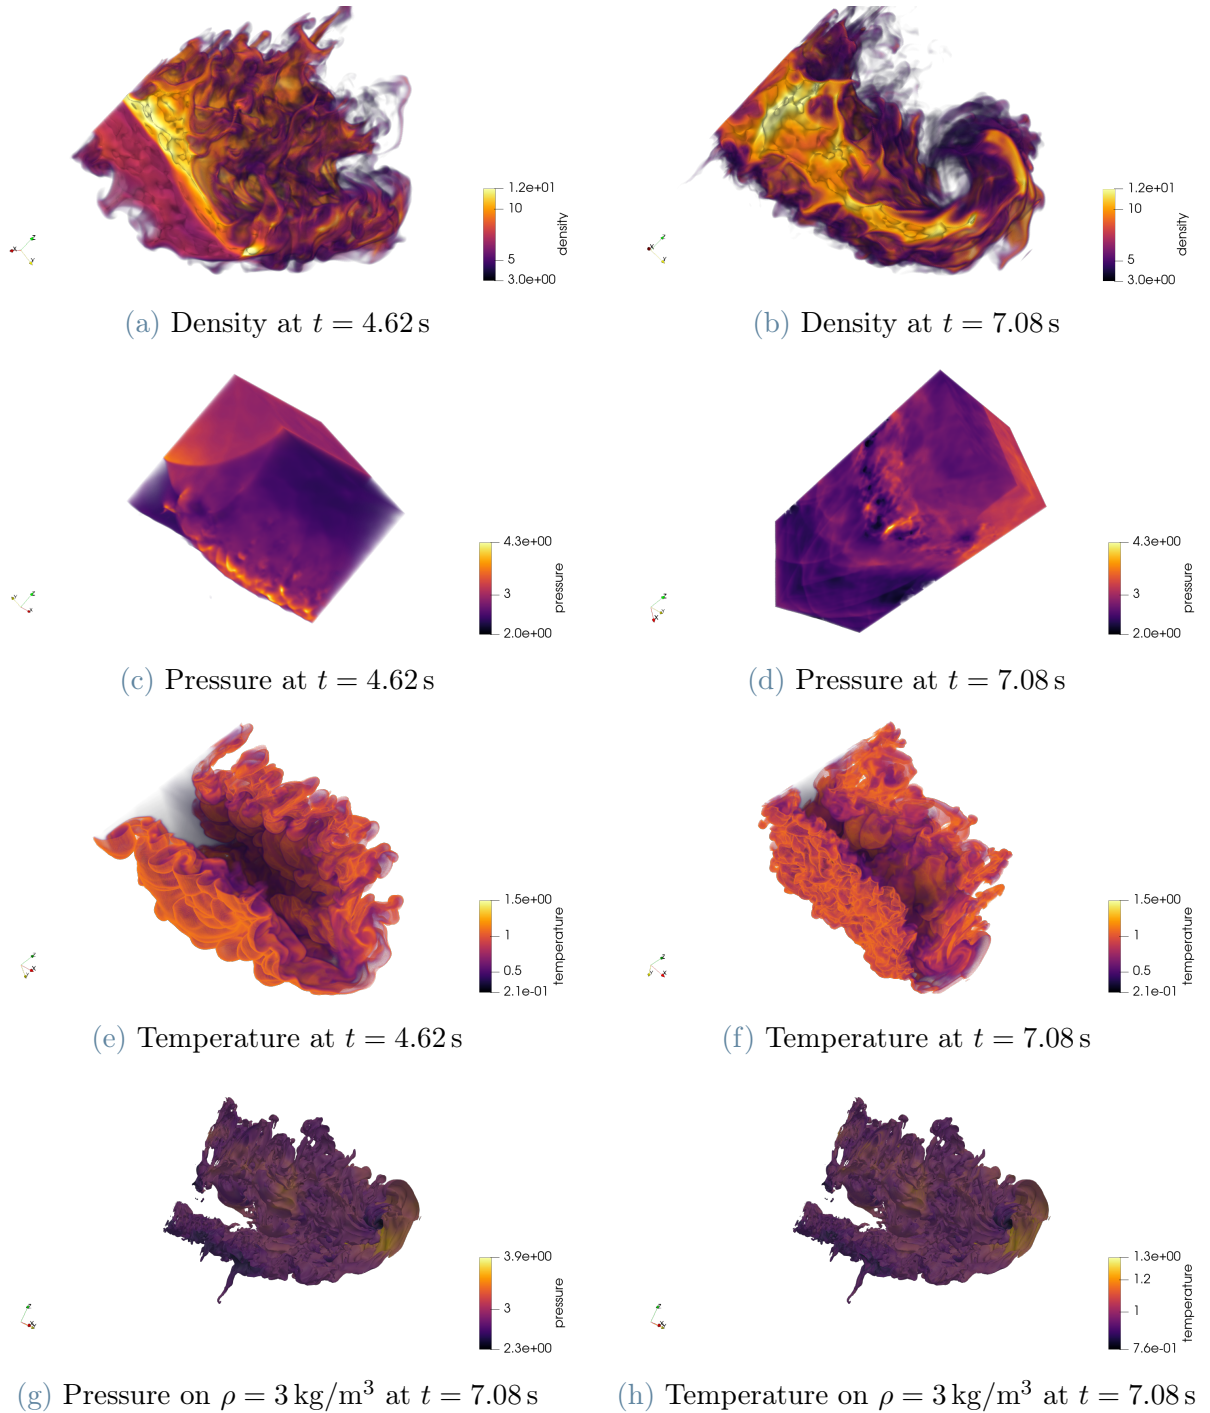 1.2e+01
10
5
3.0e+00
density
1.2e+01
10
5
3.0e+00
density
(a) Density at t = 4.62 s
(b) Density at t = 7.08 s
4.3e+00
3
2.0e+00
pressure
4.3e+00
3
2.0e+00
pressure
(c) Pressure at t = 4.62 s
(d) Pressure at t = 7.08 s
1.5e+00
1
0.5
2.1e-01
temperature
1.5e+00
1
0.5
2.1e-01
temperature
(e) Temperature at t = 4.62 s
(f) Temperature at t = 7.08 s
3.9e+00
3
2.3e+00
pressure
1.3e+00
1.2
1
7.6e-01
temperature
(g) Pressure on ρ = 3 kg/m³ at t = 7.08 s
(h) Temperature on ρ = 3 kg/m³ at t = 7.08 s